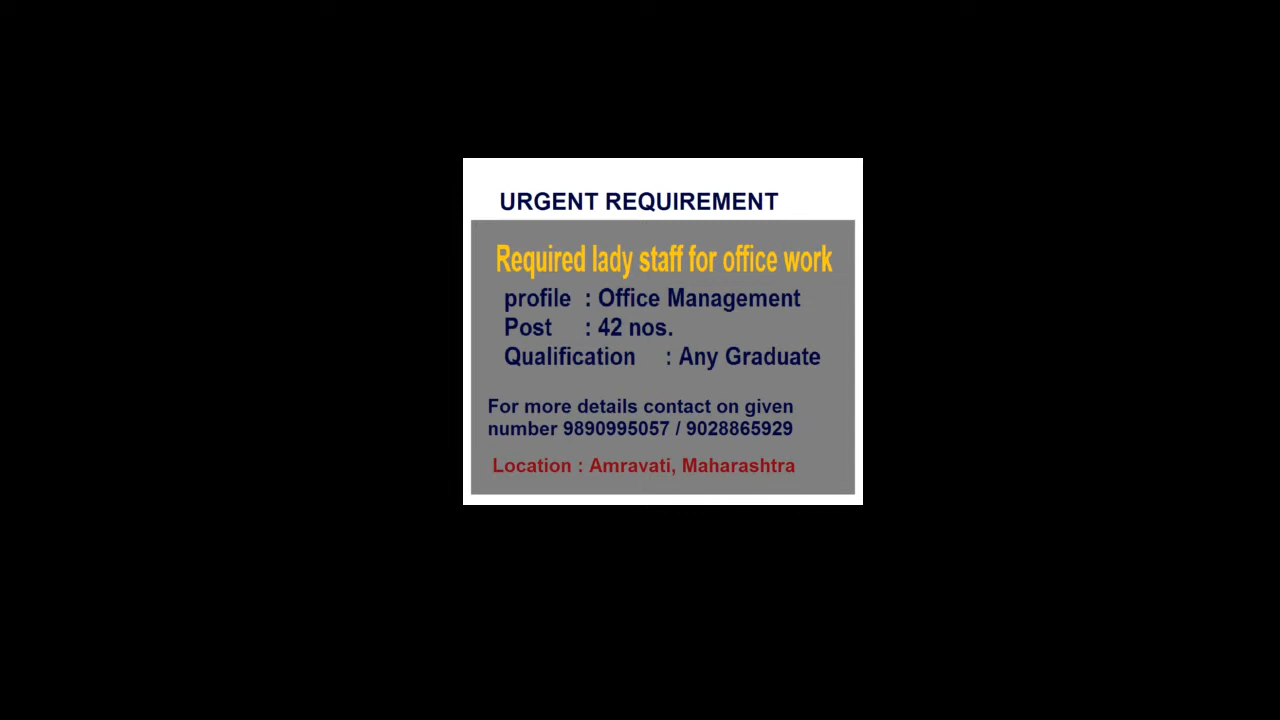 URGENT REQUIREMENT
Required lady staff for office work
profile : Office Management
Post : 42 nos.
Qualification : Any Graduate
For more details contact on given
number 9890995057 / 9028865929
Location : Amravati, Maharashtra